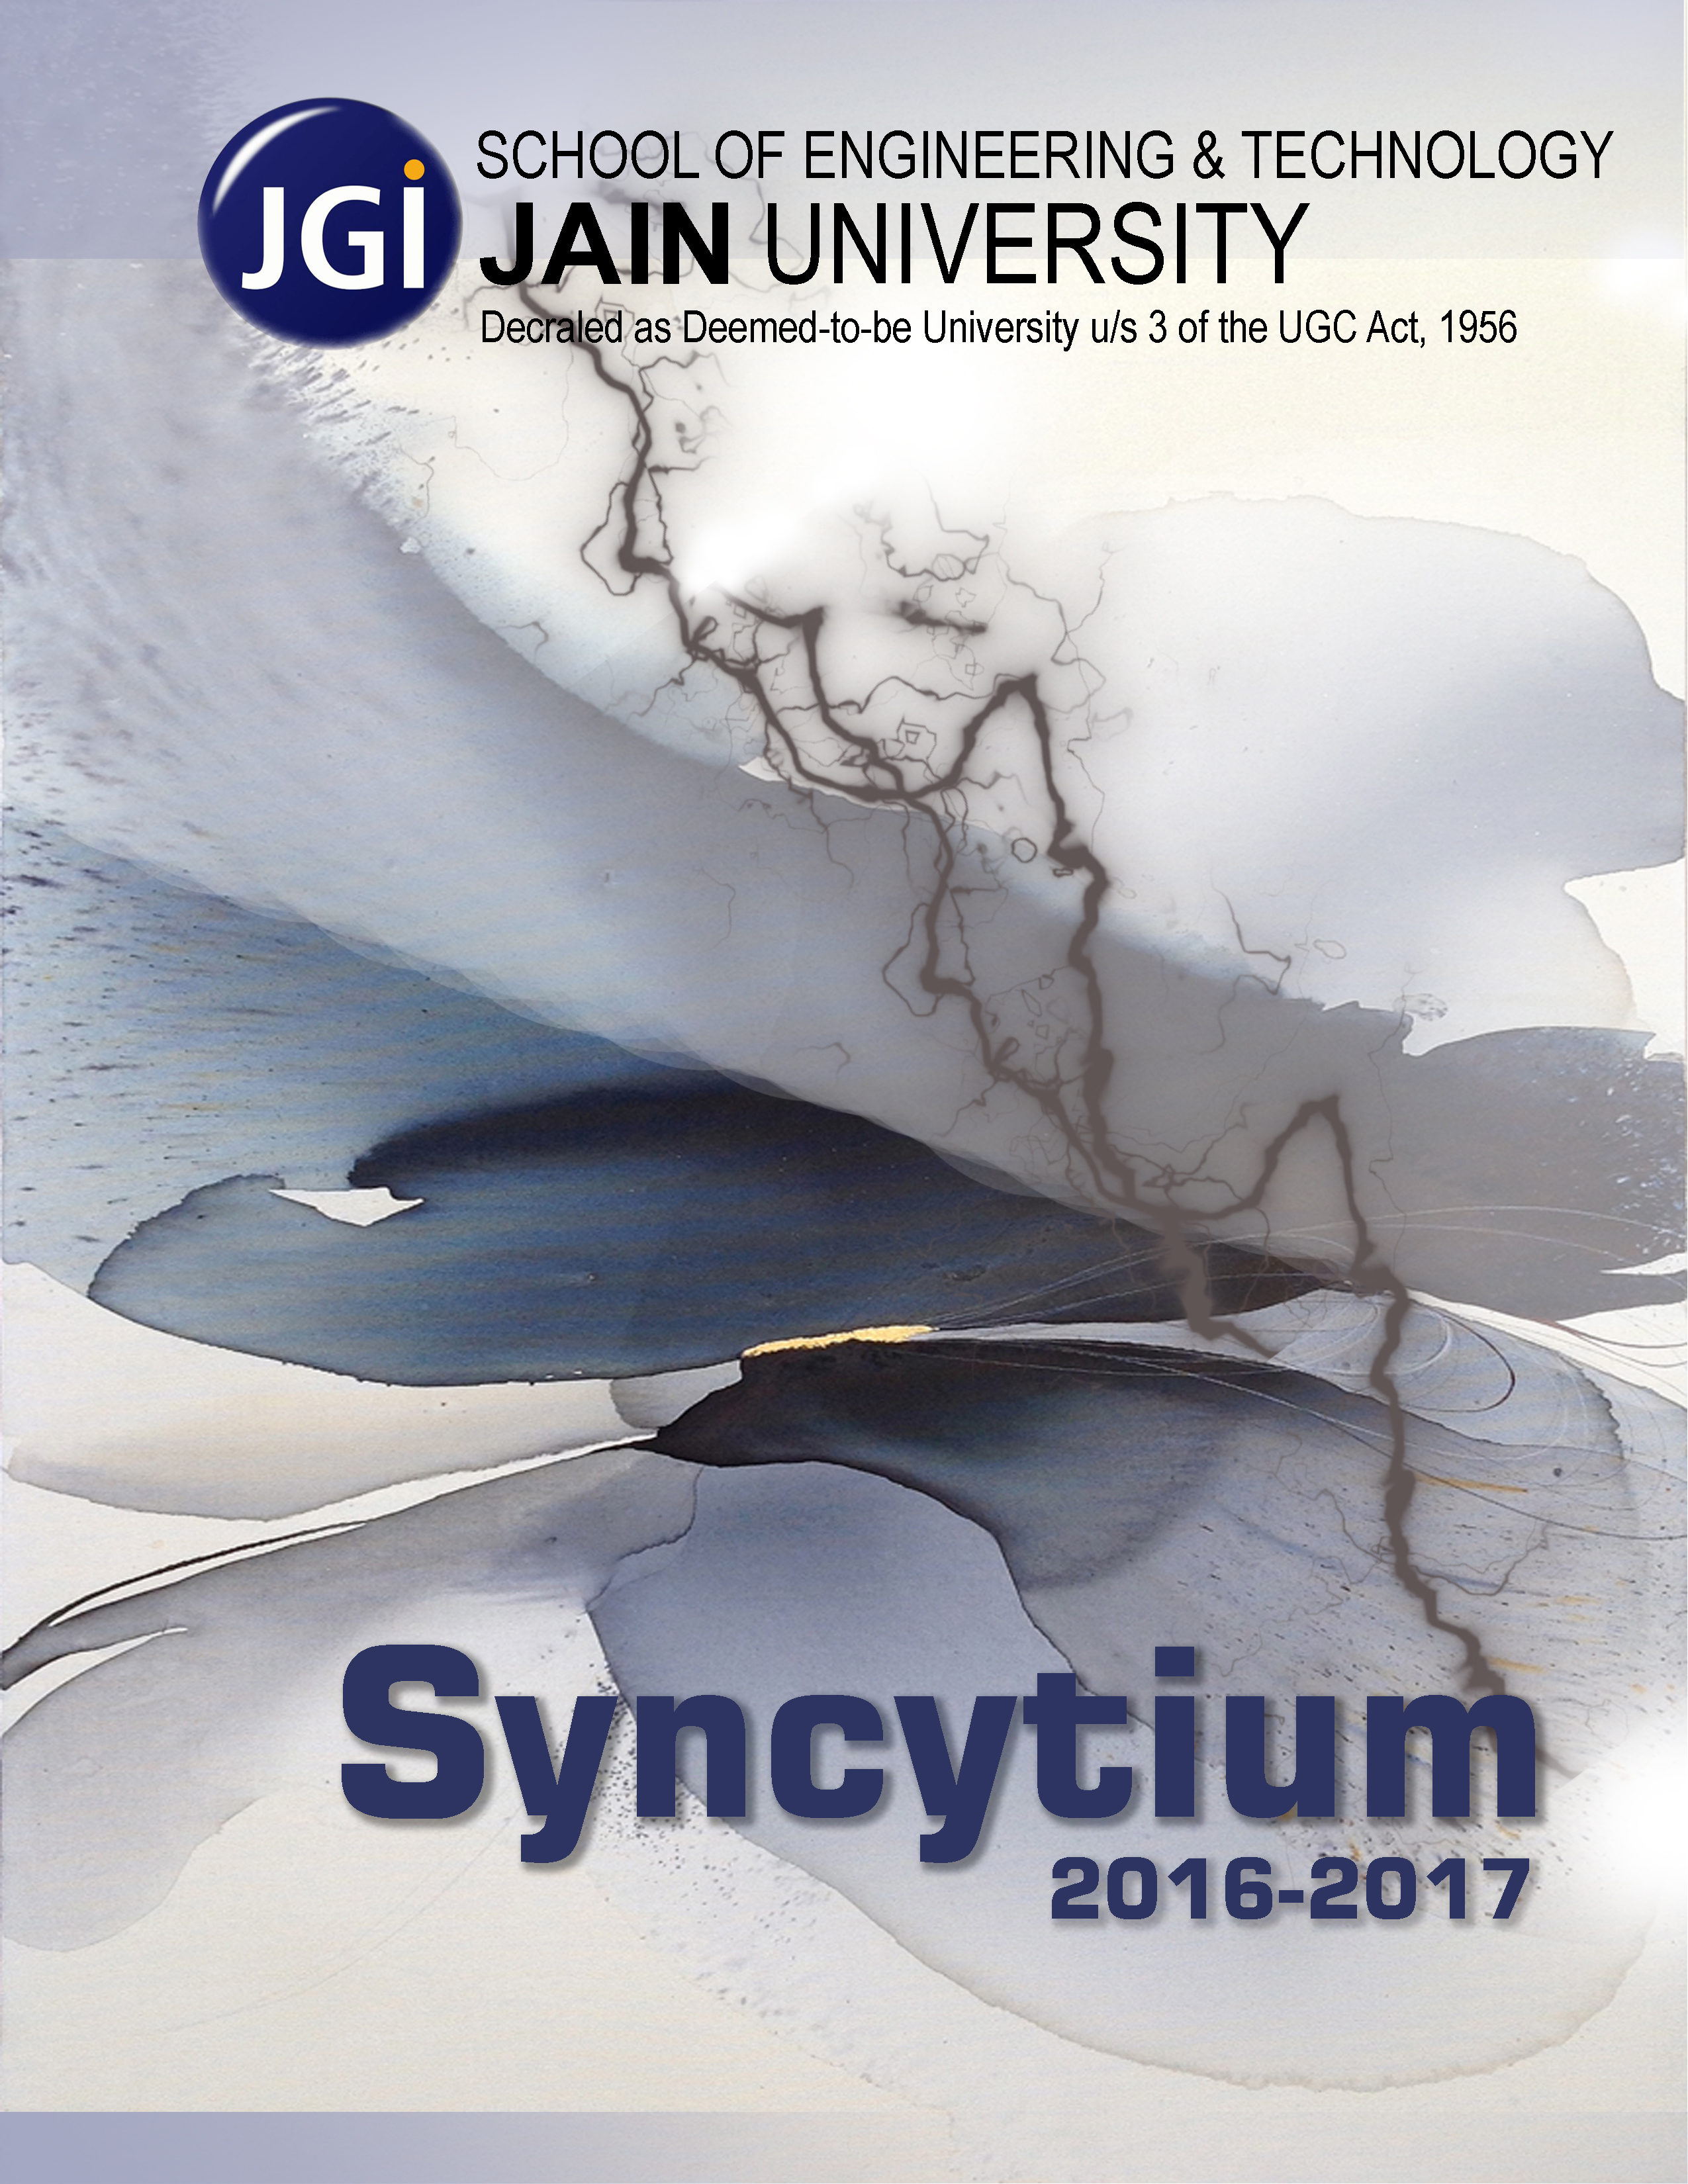 JGi
SCHOOL OF ENGINEERING & TECHNOLOGY
JAIN UNIVERSITY
Decraled as Deemed-to-be University u/s 3 of the UGC Act, 1956
Syncytium
2016-2017